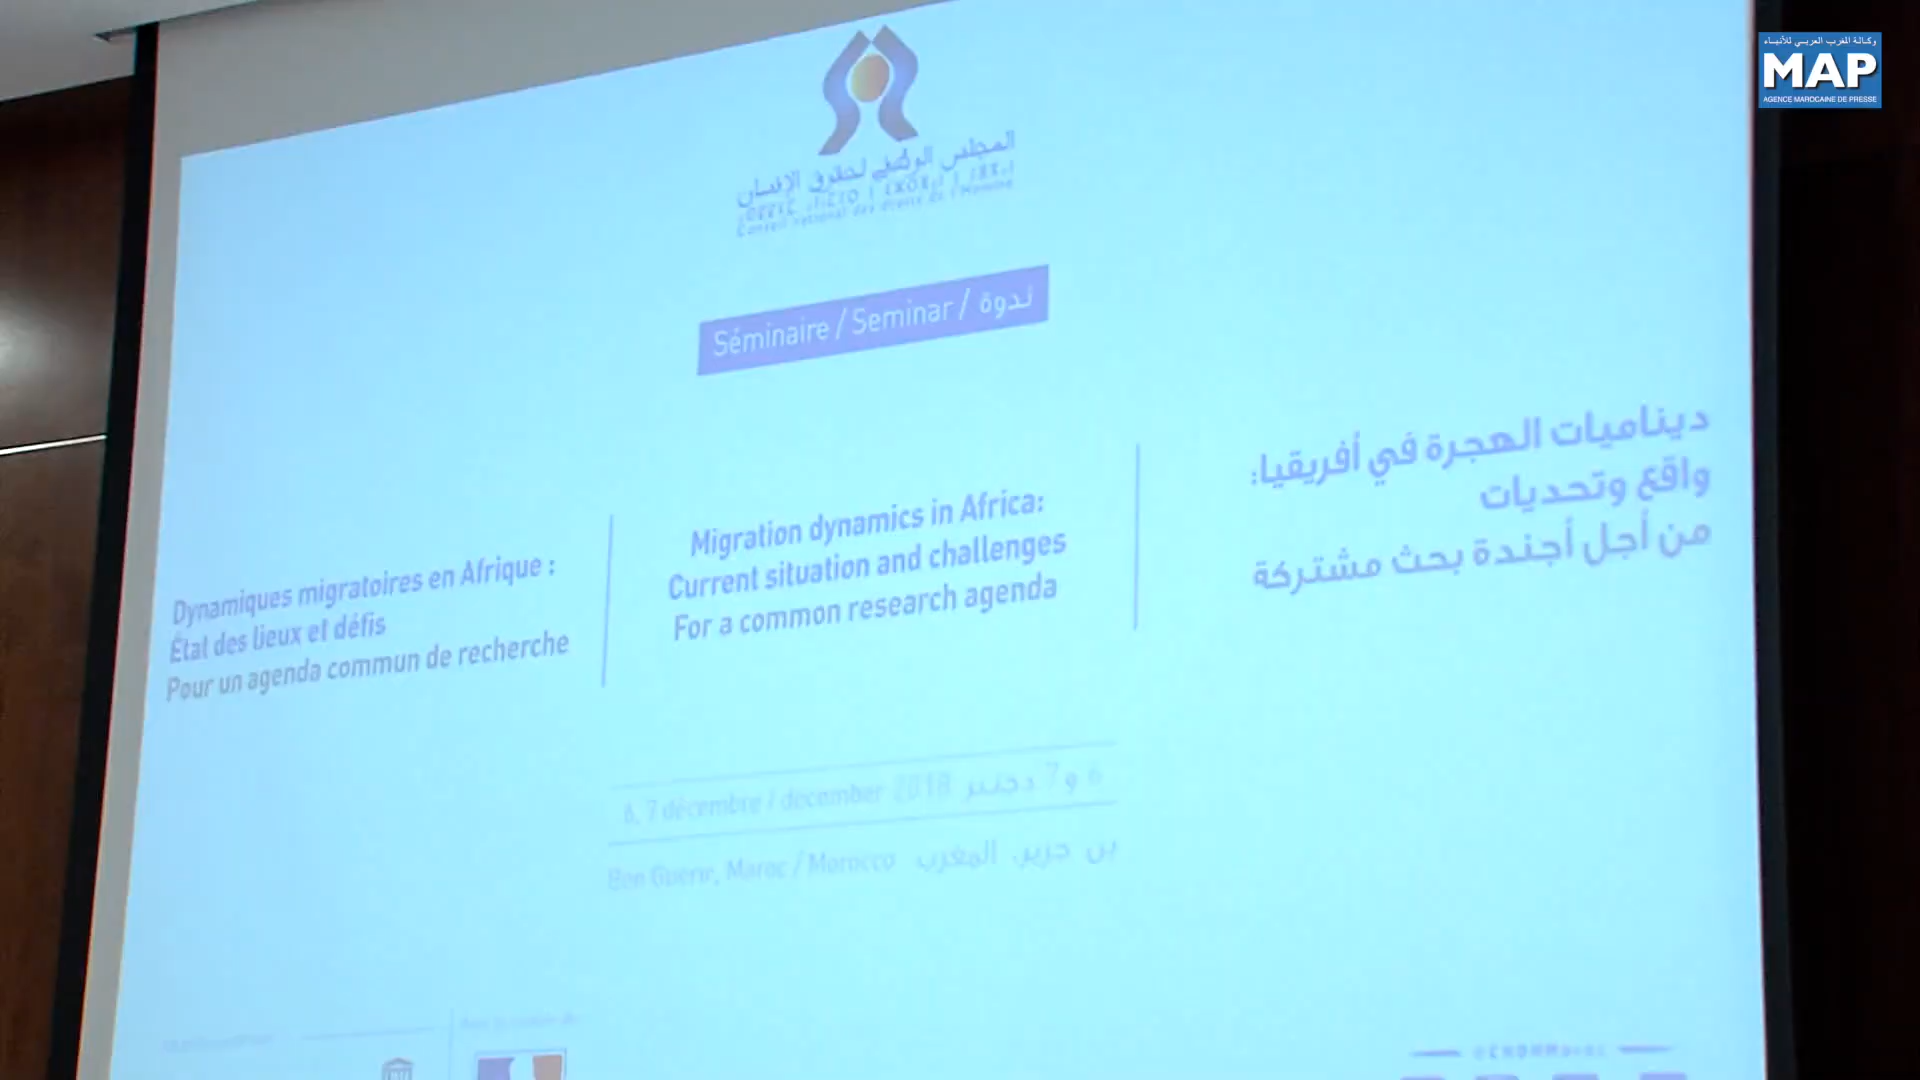 وكالة المغرب العربي للأنباء
MAP
AGENCE MAROCAINE DE PRESSE
المجلس الوطني لحقوق الإنسان
Conseil national des droits de l'Homme
Séminaire / Seminar / ندوة
Dynamiques migratoires en Afrique :
État des lieux et défis
Pour un agenda commun de recherche
Migration dynamics in Africa:
Current situation and challenges
For a common research agenda
ديناميات الهجرة في أفريقيا:
واقع وتحديات
من أجل أجندة بحث مشتركة
6, 7 décembre / december 2018 6 و 7 دجنبر
Ben Guerir, Maroc / Morocco بن جرير، المغرب